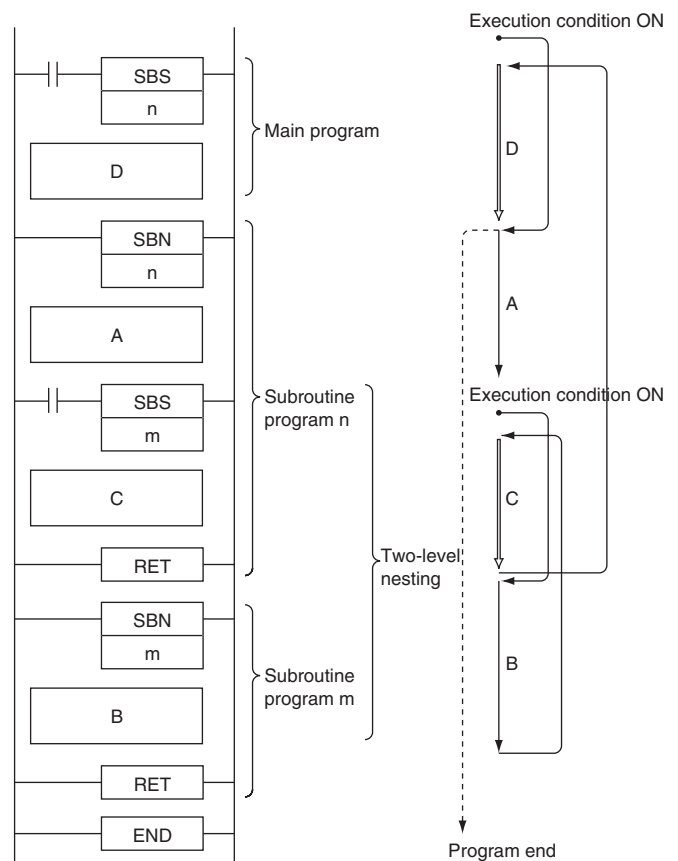 Execution condition ON
SBS
n
Main program
D
D
SBN
n
A
A
Execution condition ON
SBS
m
Subroutine
program n
C
C
Two-level
nesting
RET
SBN
m
B
Subroutine
program m
B
RET
END
Program end